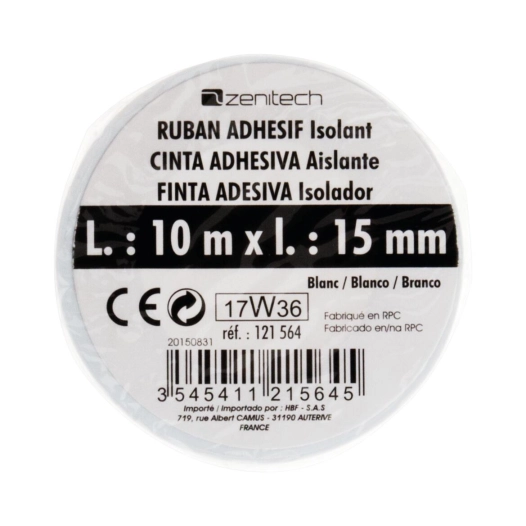 zenitech
RUBAN ADHESIF Isolant
CINTA ADHESIVA Aislante
FINTA ADESIVA Isolador
L. : 10 m x l. : 15 mm
Blanc / Blanco / Branco
CE 17W36
Fabriqué en RPC
Fabricado en/na RPC
réf. : 121 564
20150831
3 545411 215645
Importé / Importado por : HBF - S.A.S
719, rue Albert CAMUS - 31190 AUTERIVE
FRANCE